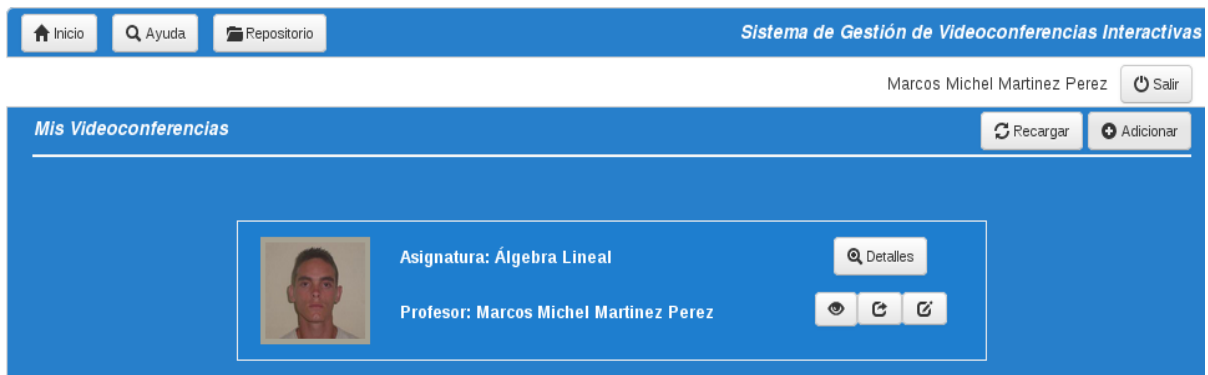 Inicio Ayuda Repositorio Sistema de Gestión de Videoconferencias Interactivas
Marcos Michel Martinez Perez Salir
Mis Videoconferencias Recargar Adicionar
Asignatura: Álgebra Lineal Detalles
Profesor: Marcos Michel Martinez Perez